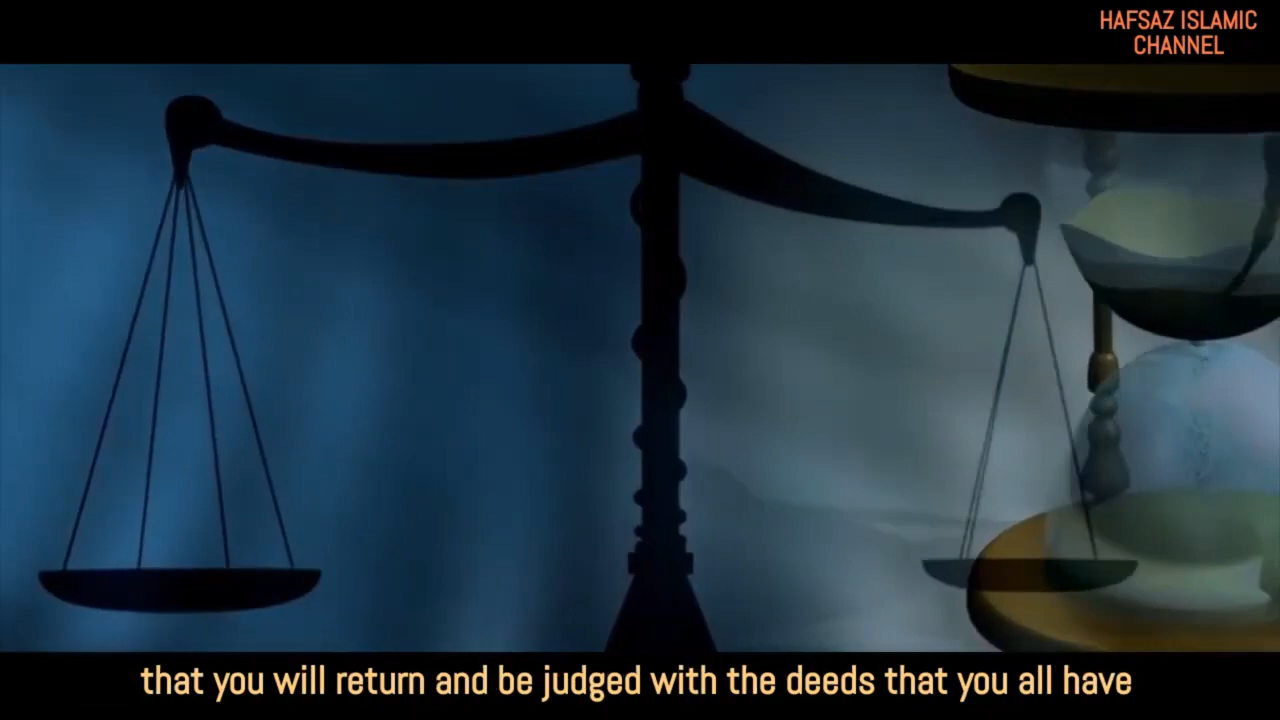 HAFSAZ ISLAMIC
CHANNEL
that you will return and be judged with the deeds that you all have